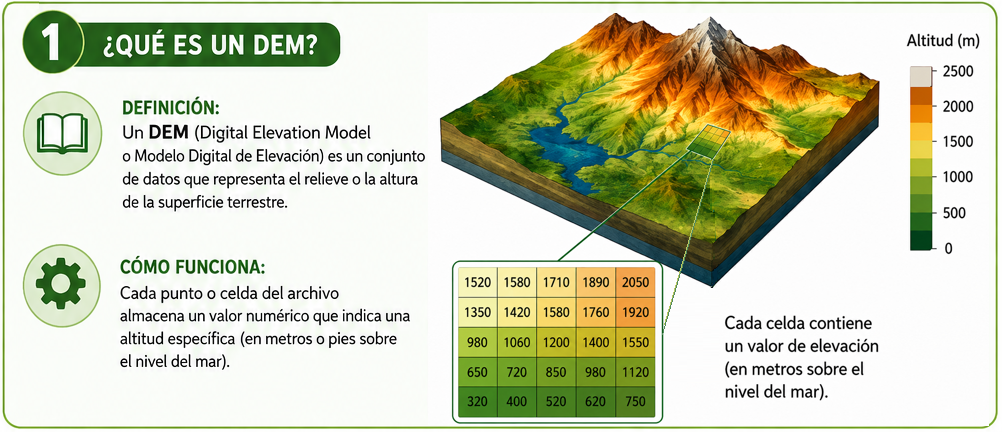 1 ¿QUÉ ES UN DEM?
DEFINICIÓN:
Un DEM (Digital Elevation Model
o Modelo Digital de Elevación) es un conjunto
de datos que representa el relieve o la altura
de la superficie terrestre.
CÓMO FUNCIONA:
Cada punto o celda del archivo
almacena un valor numérico que indica una
altitud específica (en metros o pies sobre
el nivel del mar).
Altitud (m)
2500
2000
1500
1000
500
0
1520 1580 1710 1890 2050
1350 1420 1580 1760 1920
980 1060 1200 1400 1550
650 720 850 980 1120
320 400 520 620 750
Cada celda contiene
un valor de elevación
(en metros sobre el
nivel del mar).